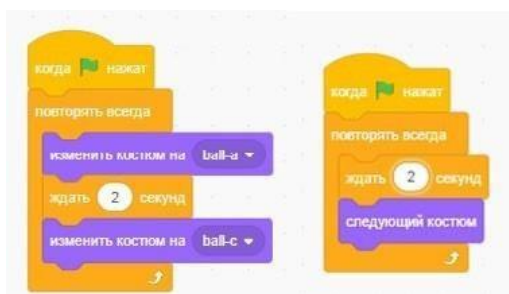 когда нажат
повторять всегда
изменить костюм на ball-a
ждать 2 секунд
изменить костюм на ball-c
когда нажат
повторять всегда
ждать 2 секунд
следующий костюм